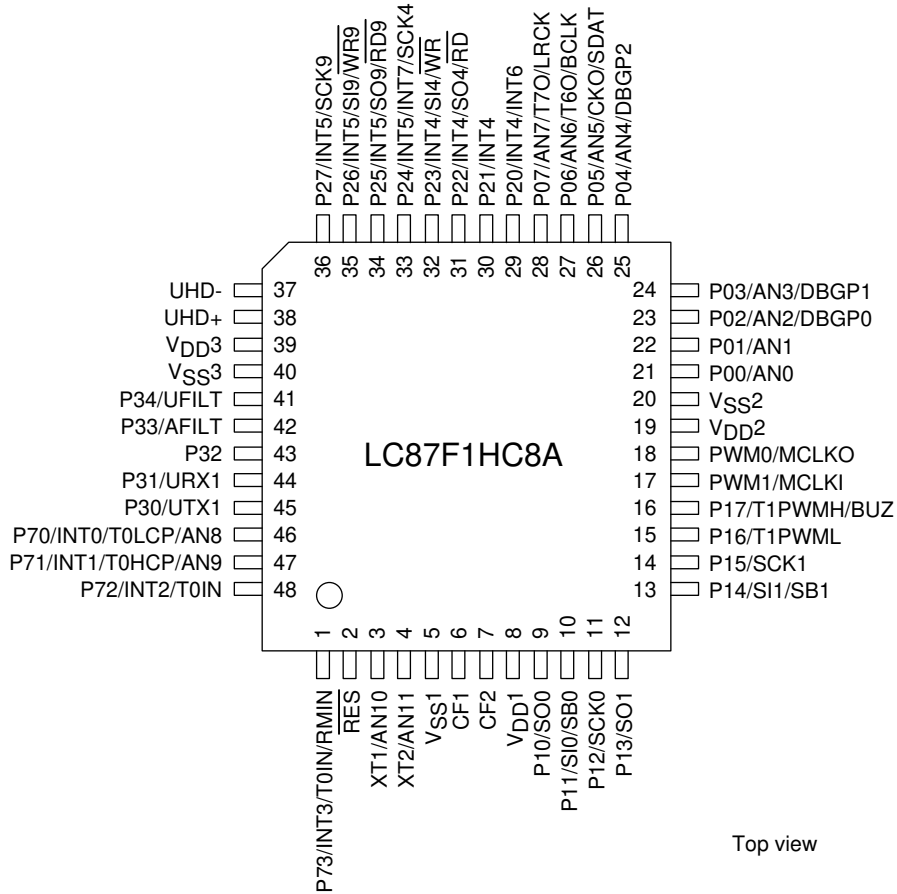 P27/INT5/SCK9
P26/INT5/SI9/WR9
P25/INT5/SO9/RD9
P24/INT5/INT7/SCK4
P23/INT4/SI4/WR
P22/INT4/SO4/RD
P21/INT4
P20/INT4/INT6
P07/AN7/T7O/LRCK
P06/AN6/T6O/BCLK
P05/AN5/CKO/SDAT
P04/AN4/DBGP2
36 35 34 33 32 31 30 29 28 27 26 25
UHD- 37
UHD+ 38
VDD3 39
VSS3 40
P34/UFILT 41
P33/AFILT 42
P32 43
P31/URX1 44
P30/UTX1 45
P70/INT0/T0LCP/AN8 46
P71/INT1/T0HCP/AN9 47
P72/INT2/T0IN 48
LC87F1HC8A
24 P03/AN3/DBGP1
23 P02/AN2/DBGP0
22 P01/AN1
21 P00/AN0
20 VSS2
19 VDD2
18 PWM0/MCLKO
17 PWM1/MCLKI
16 P17/T1PWMH/BUZ
15 P16/T1PWML
14 P15/SCK1
13 P14/SI1/SB1
1 2 3 4 5 6 7 8 9 10 11 12
P73/INT3/T0IN/RMIN
RES
XT1/AN10
XT2/AN11
VSS1
CF1
CF2
VDD1
P10/SO0
P11/SI0/SB0
P12/SCK0
P13/SO1
Top view